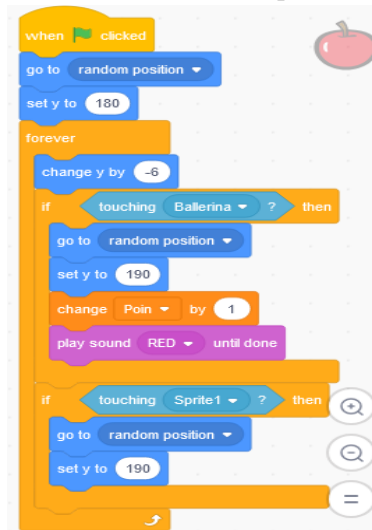 when clicked
go to random position
set y to 180
forever
change y by -6
if touching Ballerina ? then
go to random position
set y to 190
change Poin by 1
play sound RED until done
if touching Sprite1 ? then
go to random position
set y to 190